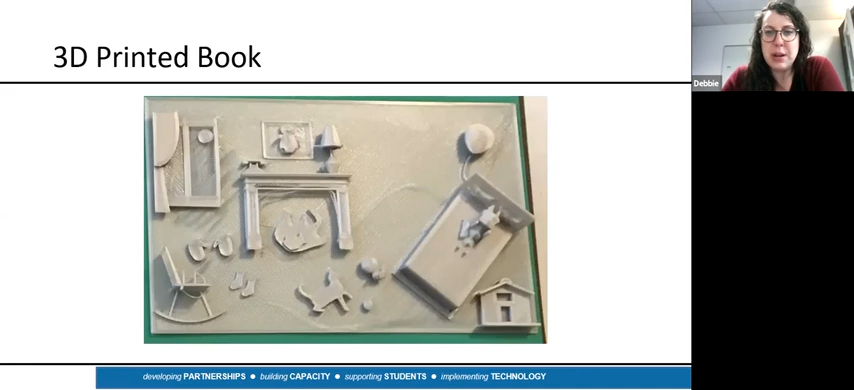 3D Printed Book
Debbie
developing PARTNERSHIPS ● building CAPACITY ● supporting STUDENTS ● implementing TECHNOLOGY